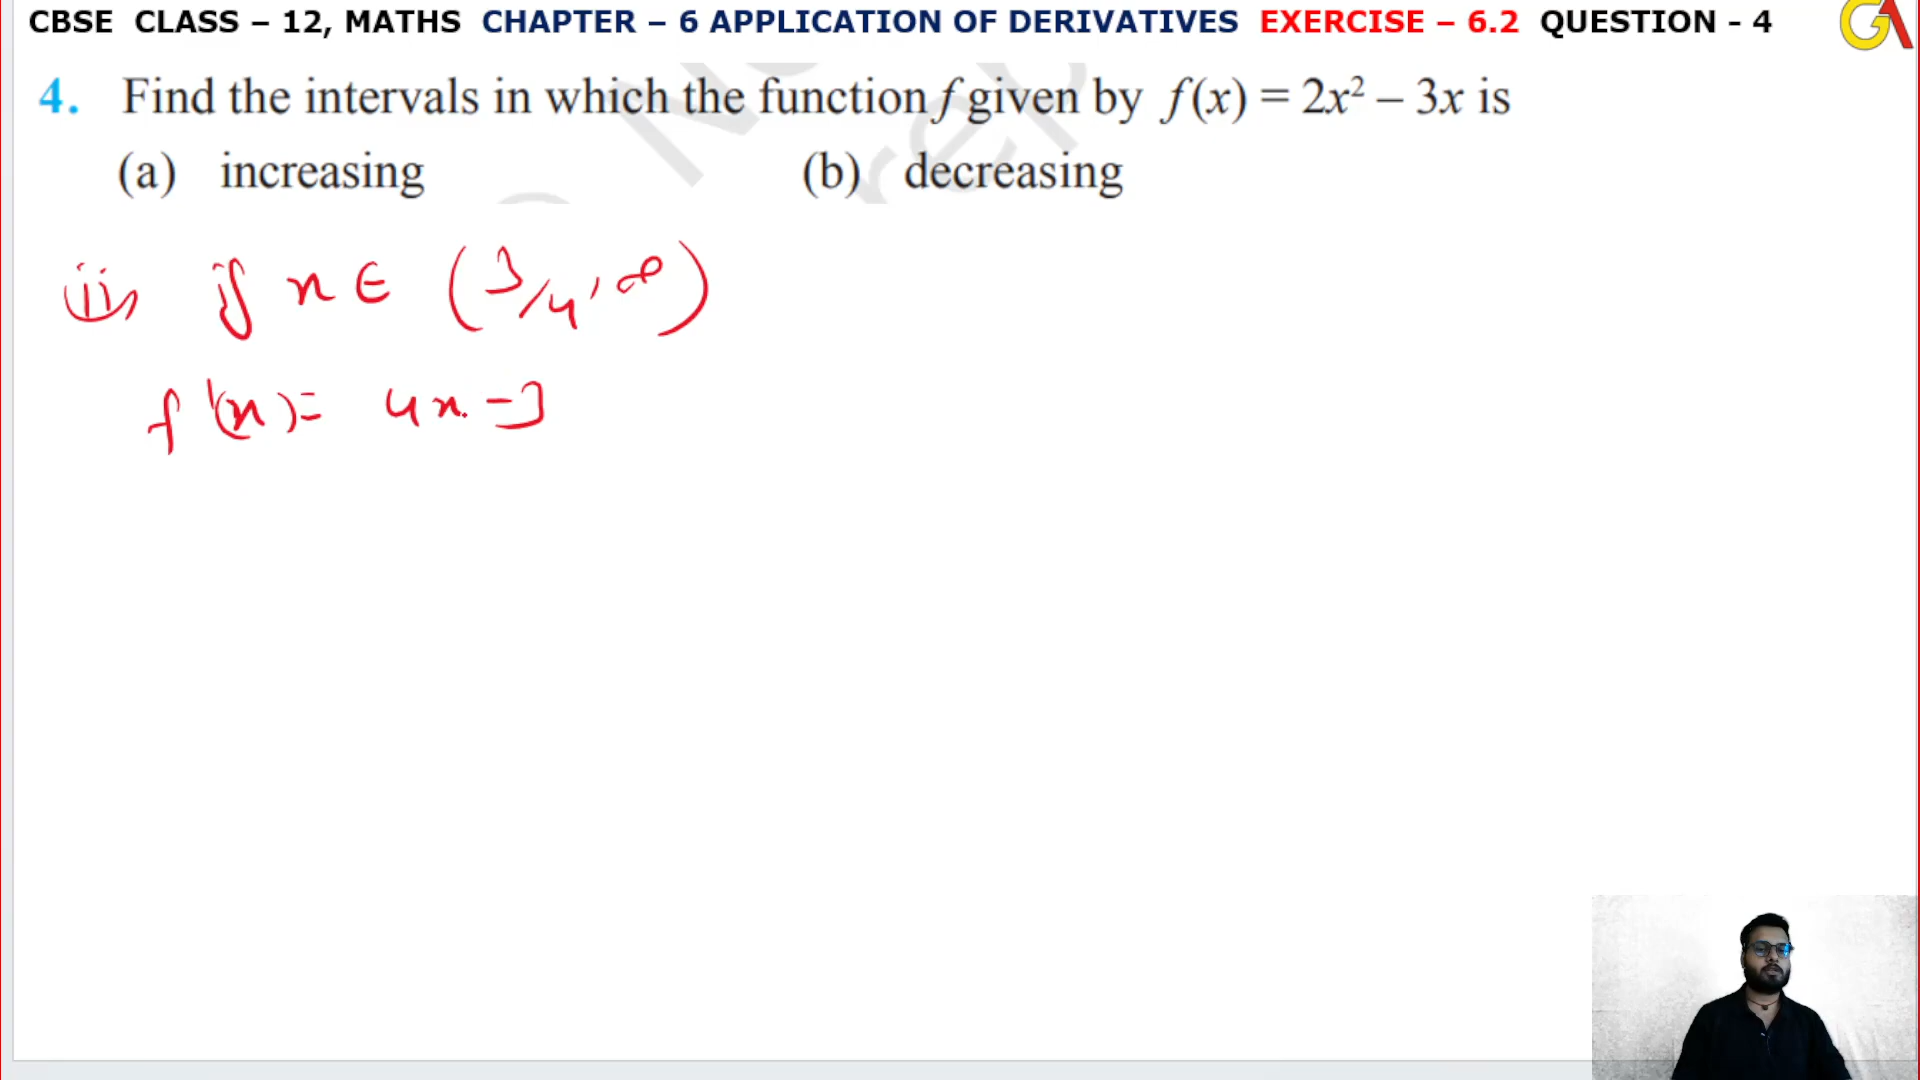 CBSE CLASS – 12, MATHS CHAPTER – 6 APPLICATION OF DERIVATIVES EXERCISE – 6.2 QUESTION - 4
4. Find the intervals in which the function f given by f(x) = 2x² – 3x is
(a) increasing (b) decreasing
(ii) if x ∈ (3/4, ∞)
f'(x) = 4x - 3